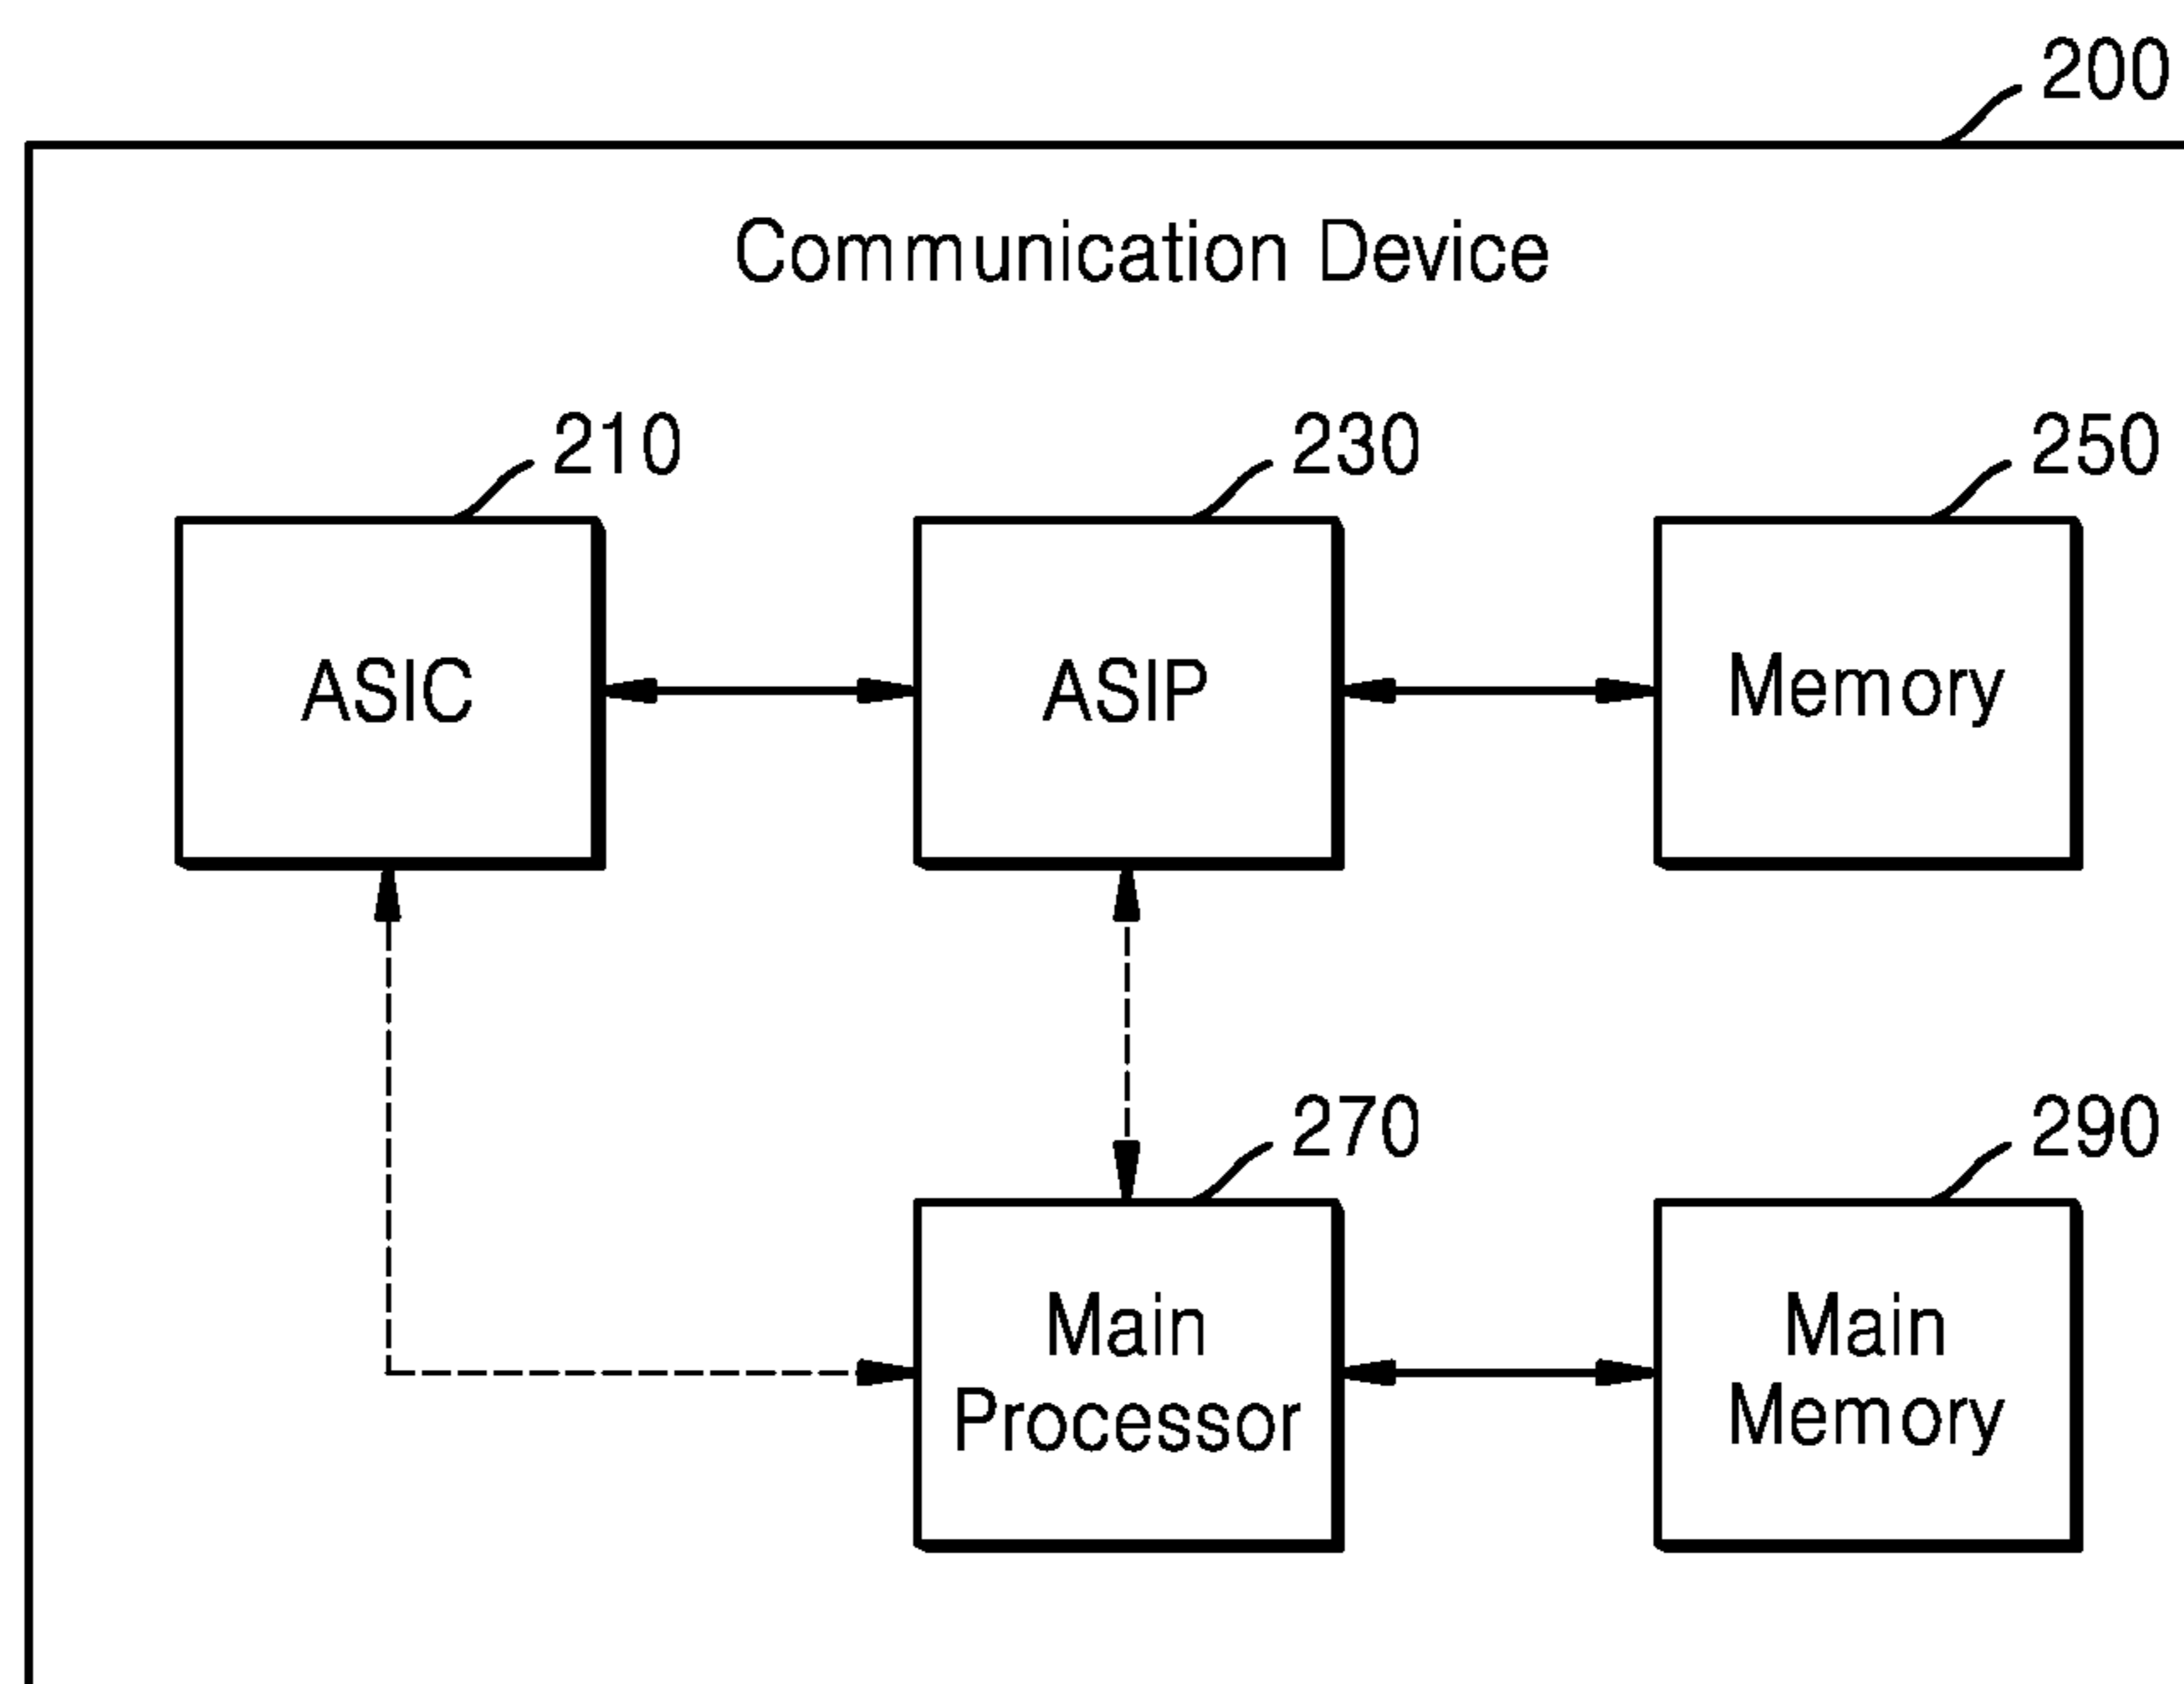 200
Communication Device
210
230
250
ASIC
ASIP
Memory
270
290
Main
Processor
Main
Memory